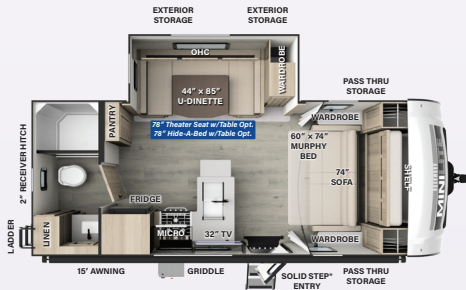 EXTERIOR
STORAGE
EXTERIOR
STORAGE
OHC
WARDROBE
44" × 85"
U-DINETTE
PASS THRU
STORAGE
PANTRY
78" Theater Seat w/Table Opt.
78" Hide-A-Bed w/Table Opt.
WARDROBE
60" × 74"
MURPHY
BED
74"
SOFA
SHELF
MINI
2" RECEIVER HITCH
LADDER
LINEN
FRIDGE
MICRO
32" TV
WARDROBE
15' AWNING
GRIDDLE
SOLID STEP®
ENTRY
PASS THRU
STORAGE